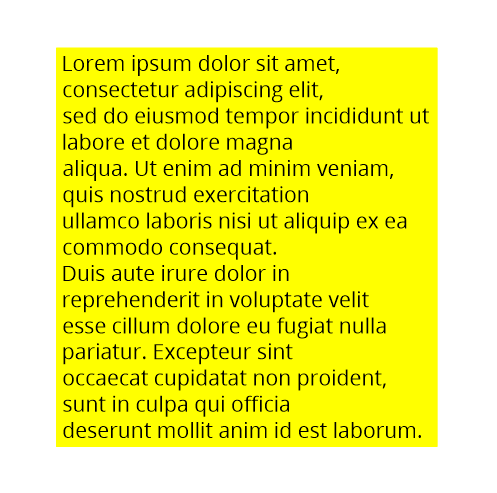 Lorem ipsum dolor sit amet,
consectetur adipiscing elit,
sed do eiusmod tempor incididunt ut
labore et dolore magna
aliqua. Ut enim ad minim veniam,
quis nostrud exercitation
ullamco laboris nisi ut aliquip ex ea
commodo consequat.
Duis aute irure dolor in
reprehenderit in voluptate velit
esse cillum dolore eu fugiat nulla
pariatur. Excepteur sint
occaecat cupidatat non proident,
sunt in culpa qui officia
deserunt mollit anim id est laborum.